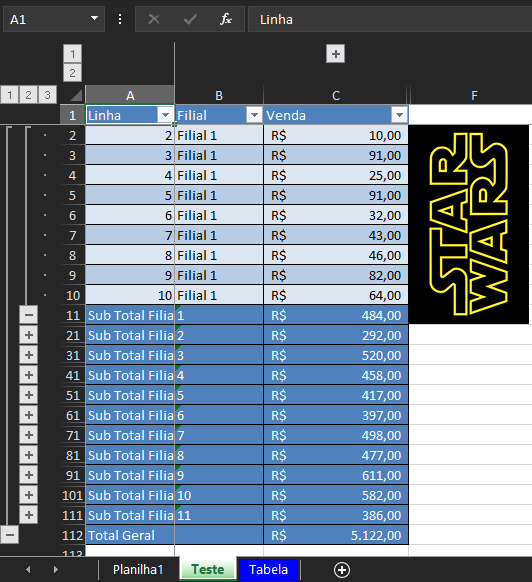 A1 fx Linha
1
2
1 2 3 A B C F
1 Linha Filial Venda
2 2 Filial 1 R$ 10,00
3 3 Filial 1 R$ 91,00
4 4 Filial 1 R$ 25,00
5 5 Filial 1 R$ 91,00
6 6 Filial 1 R$ 32,00
7 7 Filial 1 R$ 43,00
8 8 Filial 1 R$ 46,00
9 9 Filial 1 R$ 82,00
10 10 Filial 1 R$ 64,00
STAR
WARS
11 Sub Total Filia 1 R$ 484,00
21 Sub Total Filia 2 R$ 292,00
31 Sub Total Filia 3 R$ 520,00
41 Sub Total Filia 4 R$ 458,00
51 Sub Total Filia 5 R$ 417,00
61 Sub Total Filia 6 R$ 397,00
71 Sub Total Filia 7 R$ 498,00
81 Sub Total Filia 8 R$ 477,00
91 Sub Total Filia 9 R$ 611,00
101 Sub Total Filia 10 R$ 582,00
111 Sub Total Filia 11 R$ 386,00
112 Total Geral R$ 5.122,00
113
Planilha1 Teste Tabela